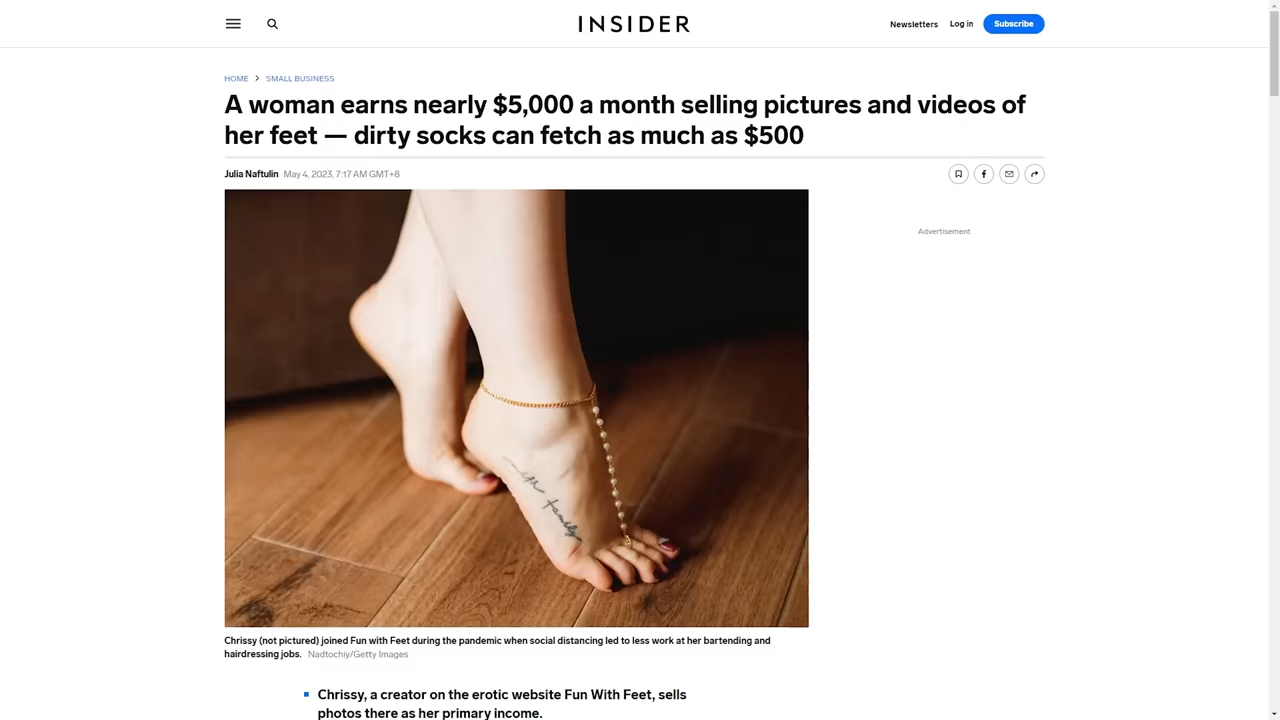 INSIDER
Newsletters
Log in
Subscribe
HOME > SMALL BUSINESS
A woman earns nearly $5,000 a month selling pictures and videos of
her feet — dirty socks can fetch as much as $500
Julia Naftulin May 4, 2023, 7:17 AM GMT+8
Advertisement
with family
Chrissy (not pictured) joined Fun with Feet during the pandemic when social distancing led to less work at her bartending and
hairdressing jobs. Nadtochiy/Getty Images
Chrissy, a creator on the erotic website Fun With Feet, sells
photos there as her primary income.